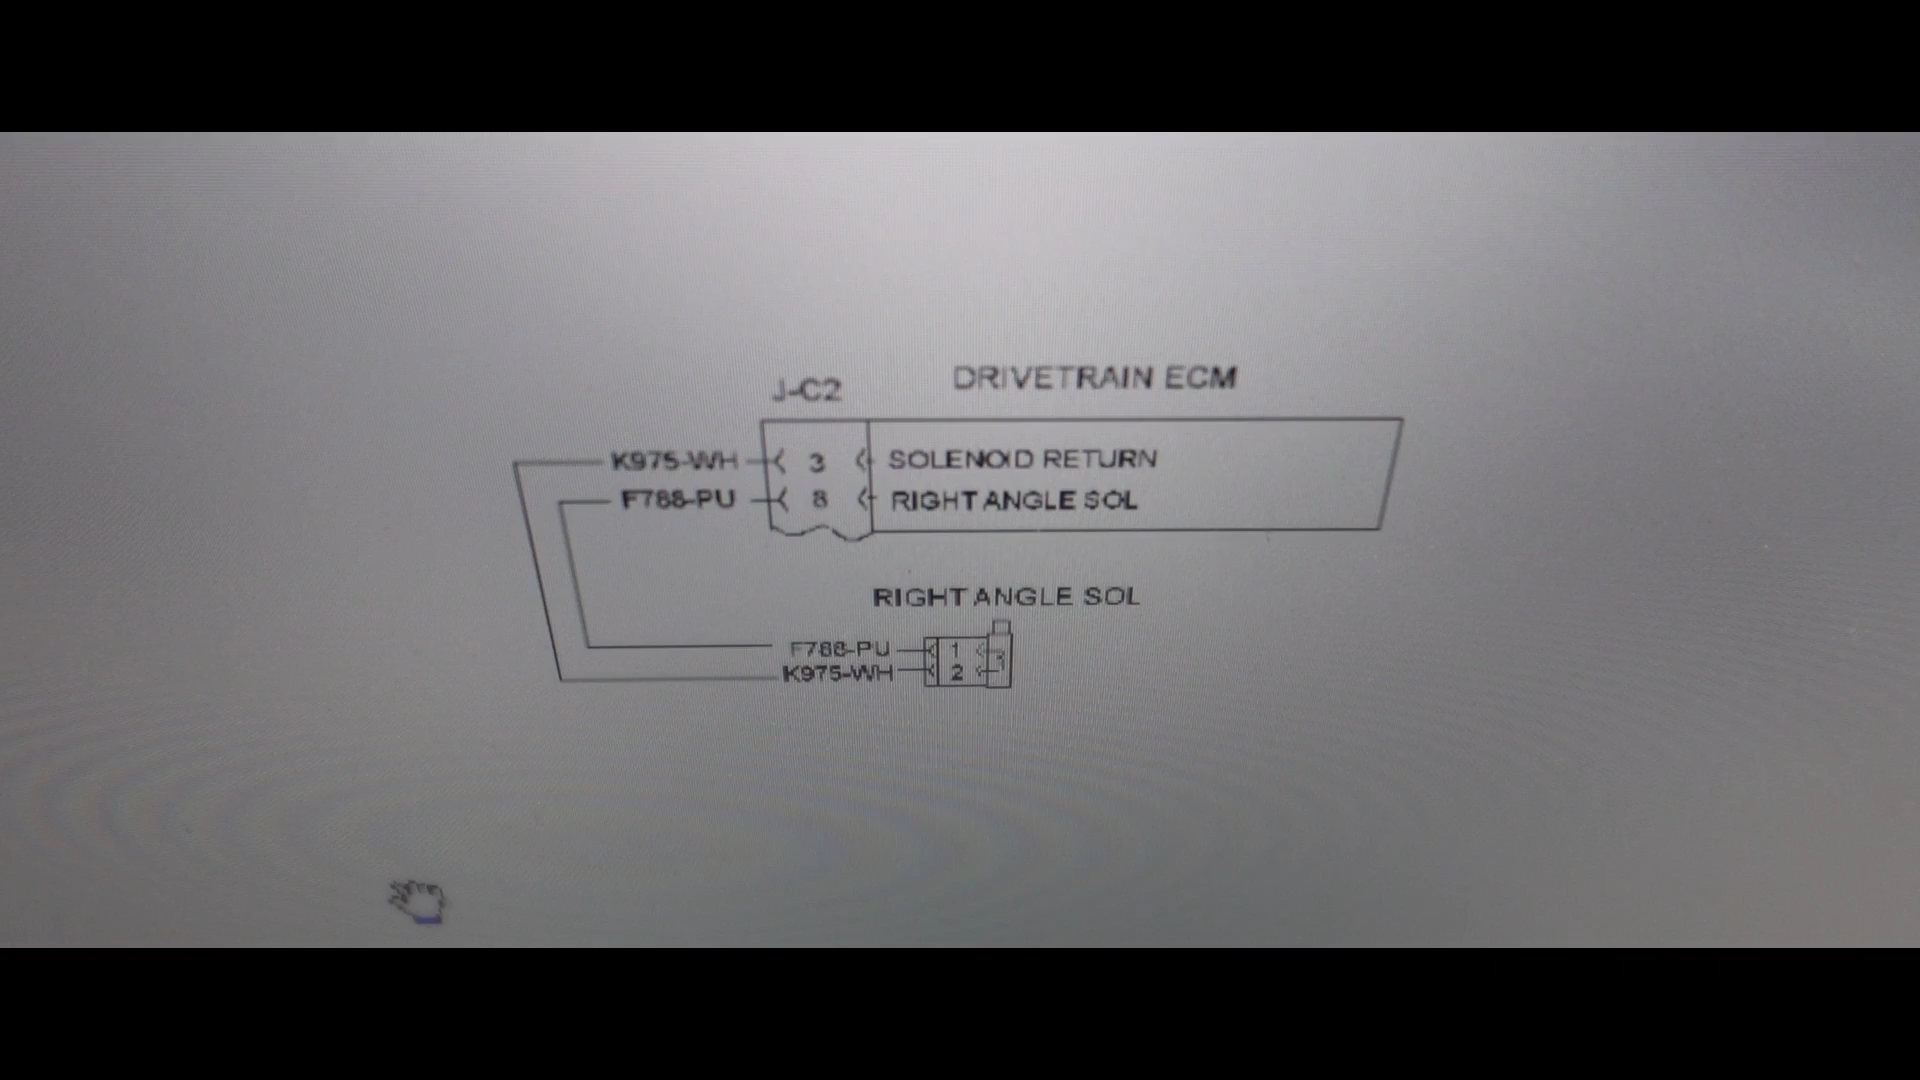 J-C2 DRIVETRAIN ECM
K975-WH 3 SOLENOID RETURN
F788-PU 8 RIGHT ANGLE SOL
RIGHT ANGLE SOL
F788-PU 1
K975-WH 2